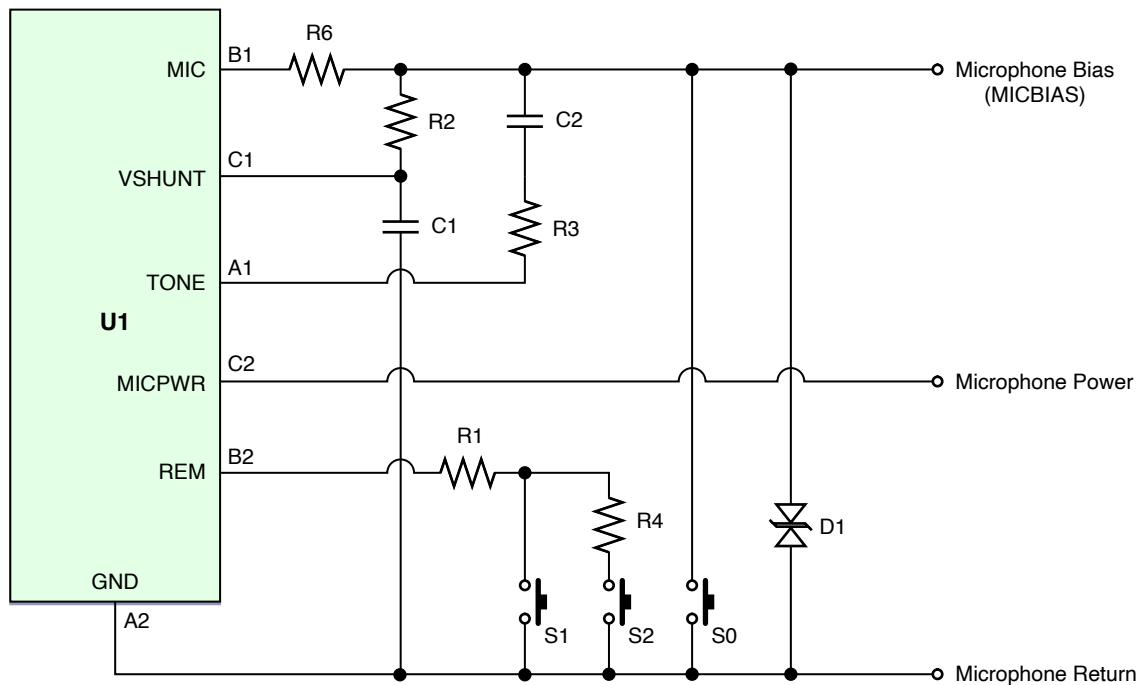 R6
B1
MIC
Microphone Bias
(MICBIAS)
R2
C2
C1
VSHUNT
C1
R3
A1
TONE
U1
C2
MICPWR
Microphone Power
R1
B2
REM
R4
D1
GND
A2
S1
S2
S0
Microphone Return